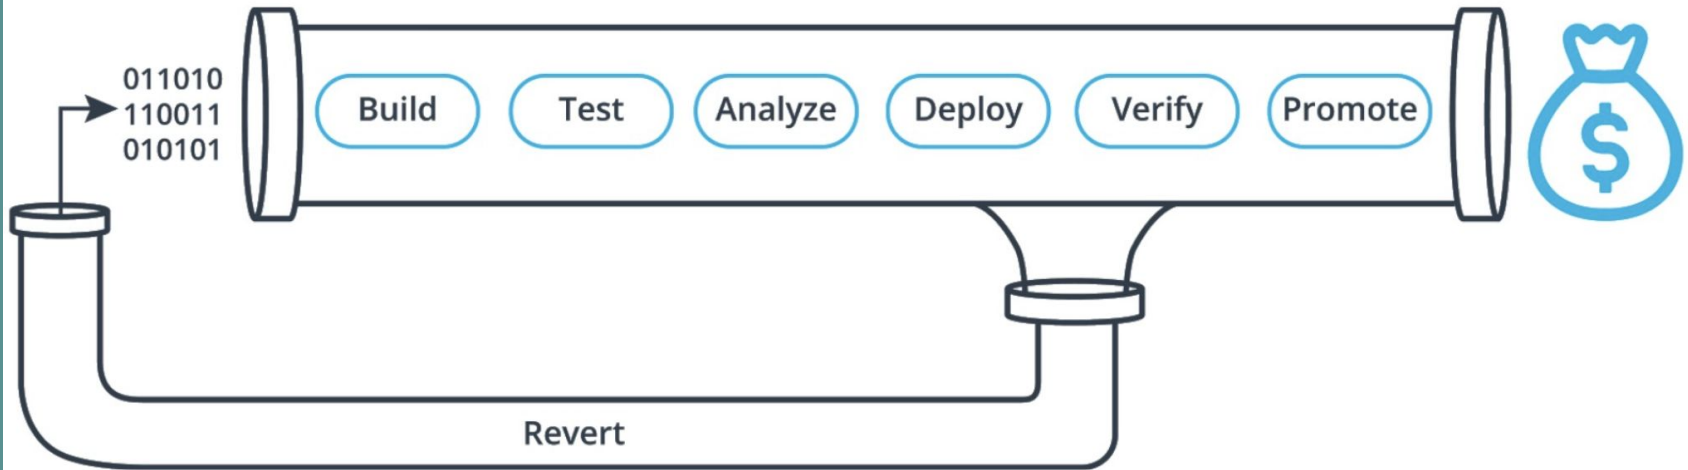 011010
110011
010101
Build
Test
Analyze
Deploy
Verify
Promote
$
Revert